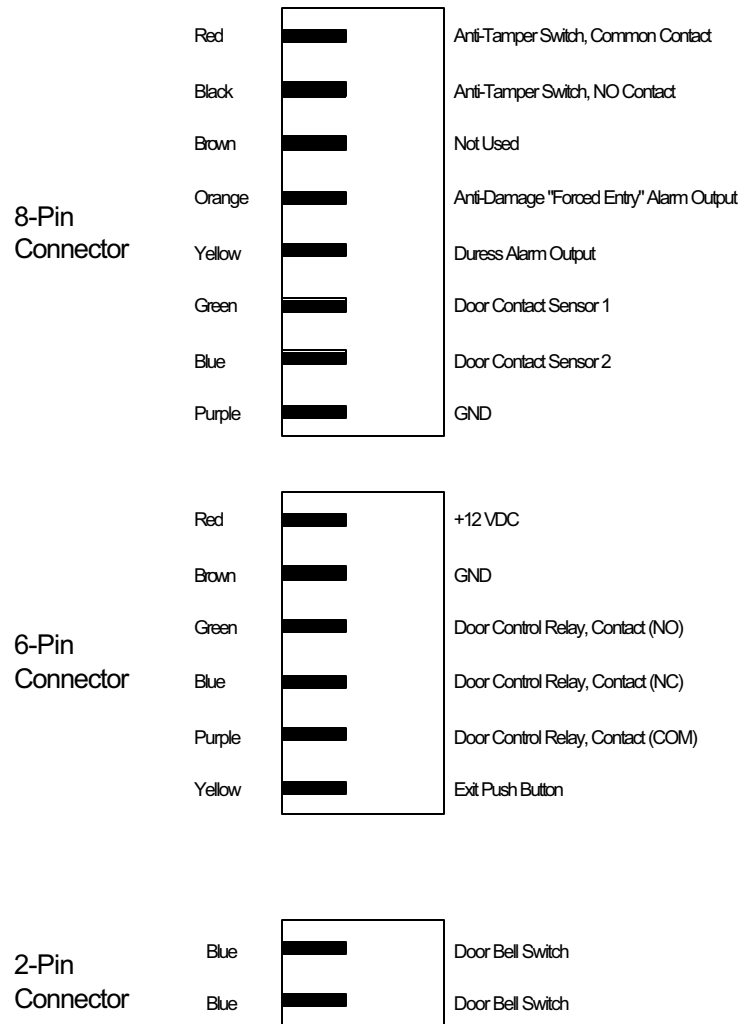 Red Anti-Tamper Switch, Common Contact
Black Anti-Tamper Switch, NO Contact
Brown Not Used
Orange Anti-Damage "Forced Entry" Alarm Output
8-Pin
Connector
Yellow Duress Alarm Output
Green Door Contact Sensor 1
Blue Door Contact Sensor 2
Purple GND
Red +12 VDC
Brown GND
Green Door Control Relay, Contact (NO)
6-Pin
Connector
Blue Door Control Relay, Contact (NC)
Purple Door Control Relay, Contact (COM)
Yellow Exit Push Button
2-Pin
Connector
Blue Door Bell Switch
Blue Door Bell Switch